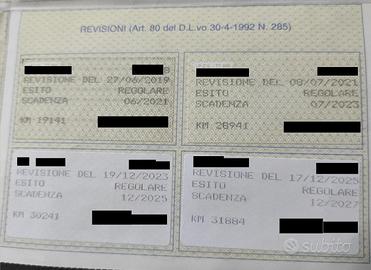 REVISIONI (Art. 80 del D.L.vo 30-4-1992 N. 285)
REVISIONE DEL 27/06/2019
ESITO REGOLARE
SCADENZA 06/2021
KM 19141
REVISIONE DEL 08/07/2021
ESITO REGOLARE
SCADENZA 07/2023
KM 28941
REVISIONE DEL 19/12/2023
ESITO REGOLARE
SCADENZA 12/2025
KM 30241
REVISIONE DEL 17/12/2025
ESITO REGOLARE
SCADENZA 12/2027
KM 31884
subito